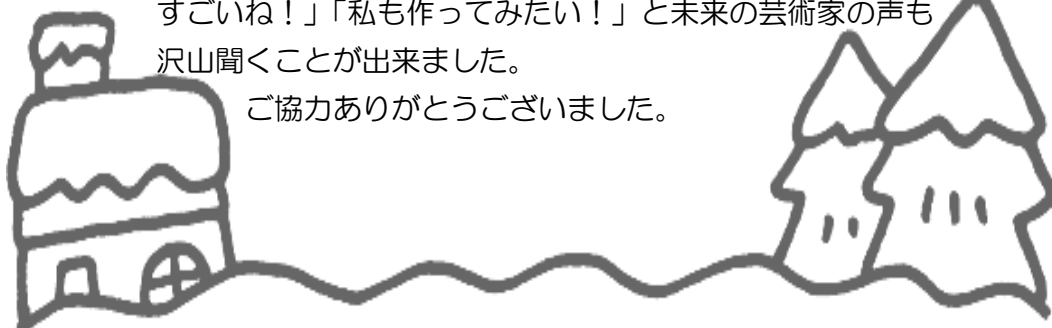 すごいね！」「私も作ってみたい！」と未来の芸術家の声も
沢山聞くことが出来ました。
ご協力ありがとうございました。